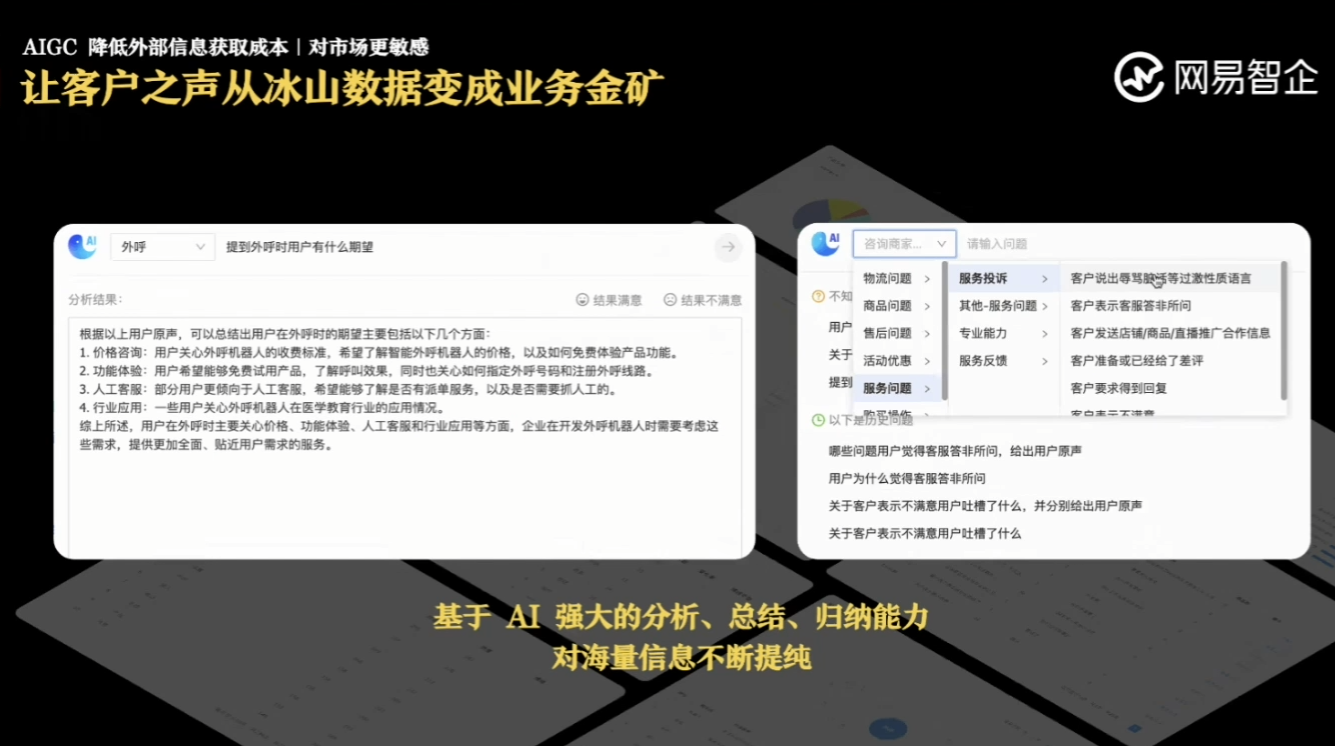 AIGC 降低外部信息获取成本｜对市场更敏感
让客户之声从冰山数据变成业务金矿
网易智企
AI 外呼 提到外呼时用户有什么期望
分析结果：
结果满意 结果不满意
根据以上用户原声，可以总结出用户在外呼时的期望主要包括以下几个方面：
1. 价格咨询：用户关心外呼机器人的收费标准，希望了解智能外呼机器人的价格，以及如何免费体验产品功能。
2. 功能体验：用户希望能够免费试用产品，了解呼叫效果，同时也关心如何指定外呼号码和注册外呼线路。
3. 人工客服：部分用户更倾向于人工客服，希望能够了解是否有派单服务，以及是否需要抓人工的。
4. 行业应用：一些用户关心外呼机器人在医学教育行业的应用情况。
综上所述，用户在外呼时主要关心价格、功能体验、人工客服和行业应用等方面，企业在开发外呼机器人时需要考虑这
些需求，提供更加全面、贴近用户需求的服务。
AI 咨询商家... 请输入问题
不知
用户
关于
提到
物流问题
商品问题
售后问题
活动优惠
服务问题
购买操作
服务投诉
其他-服务问题
专业能力
服务反馈
客户说出辱骂脏话等过激性质语言
客户表示客服答非所问
客户发送店铺/商品/直播推广合作信息
客户准备或已经给了差评
客户要求得到回复
客户表示不满意
以下是历史问题
哪些问题用户觉得客服答非所问，给出用户原声
用户为什么觉得客服答非所问
关于客户表示不满意用户吐槽了什么，并分别给出用户原声
关于客户表示不满意用户吐槽了什么
基于 AI 强大的分析、总结、归纳能力
对海量信息不断提纯